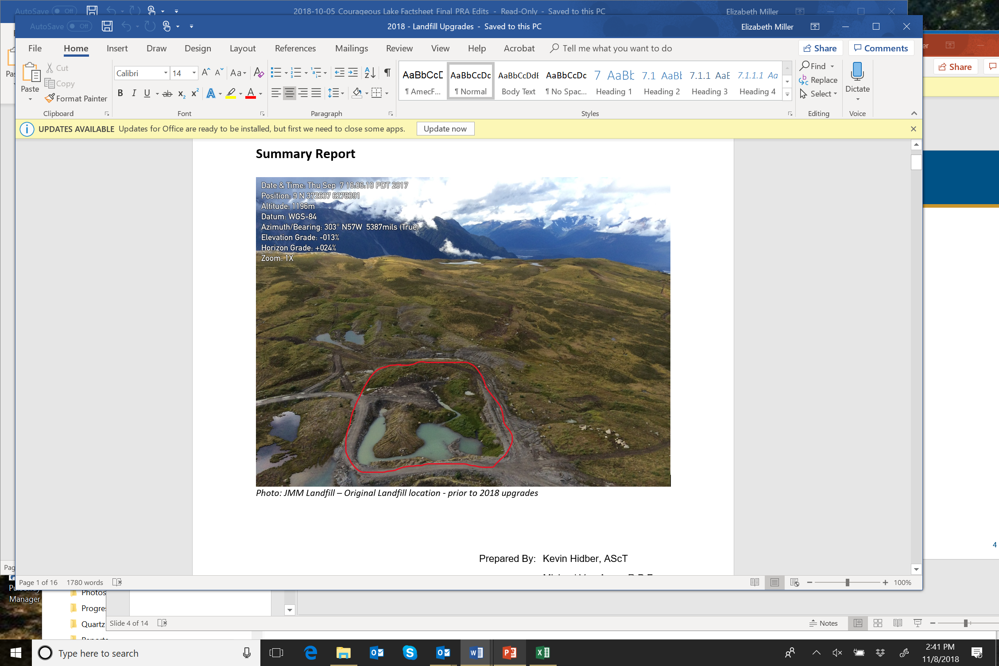 AutoSave Off 2018-10-05 Courageous Lake Factsheet Final PRA Edits - Read-Only - Saved to this PC Elizabeth Miller
AutoSave Off 2018 - Landfill Upgrades - Saved to this PC Elizabeth Miller
File Home Insert Draw Design Layout References Mailings Review View Help Acrobat Tell me what you want to do Share Comments
Share
Paste Cut Copy Format Painter
Calibri 14
AaBbCcD AaBbCcDc AaBbCcDdE AaBbCcDc 7 AaBb 7.1 AaBb 7.1.1 AaE 7.1.1.1 Aa
¶ AmecF... ¶ Normal Body Text ¶ No Spac... Heading 1 Heading 2 Heading 3 Heading 4
Find
Replace
Select
Dictate
Clipboard Font Paragraph Styles Editing Voice
UPDATES AVAILABLE Updates for Office are ready to be installed, but first we need to close some apps. Update now
Summary Report
Date & Time: Thu Sep 7 16:06:10 PDT 2017
Position: 9 N 372637 6278391
Altitude: 1196m
Datum: WGS-84
Azimuth/Bearing: 303° N57W 5387mils (True)
Elevation Grade: -013%
Horizon Grade: +024%
Zoom: 1X
Photo: JMM Landfill – Original Landfill location - prior to 2018 upgrades
Prepared By: Kevin Hidber, AScT
4
Page 1 of 16 1780 words 100%
Manager
Photos
Progre
Quartz
Slide 4 of 14 Notes
Type here to search
2:41 PM
11/8/2018